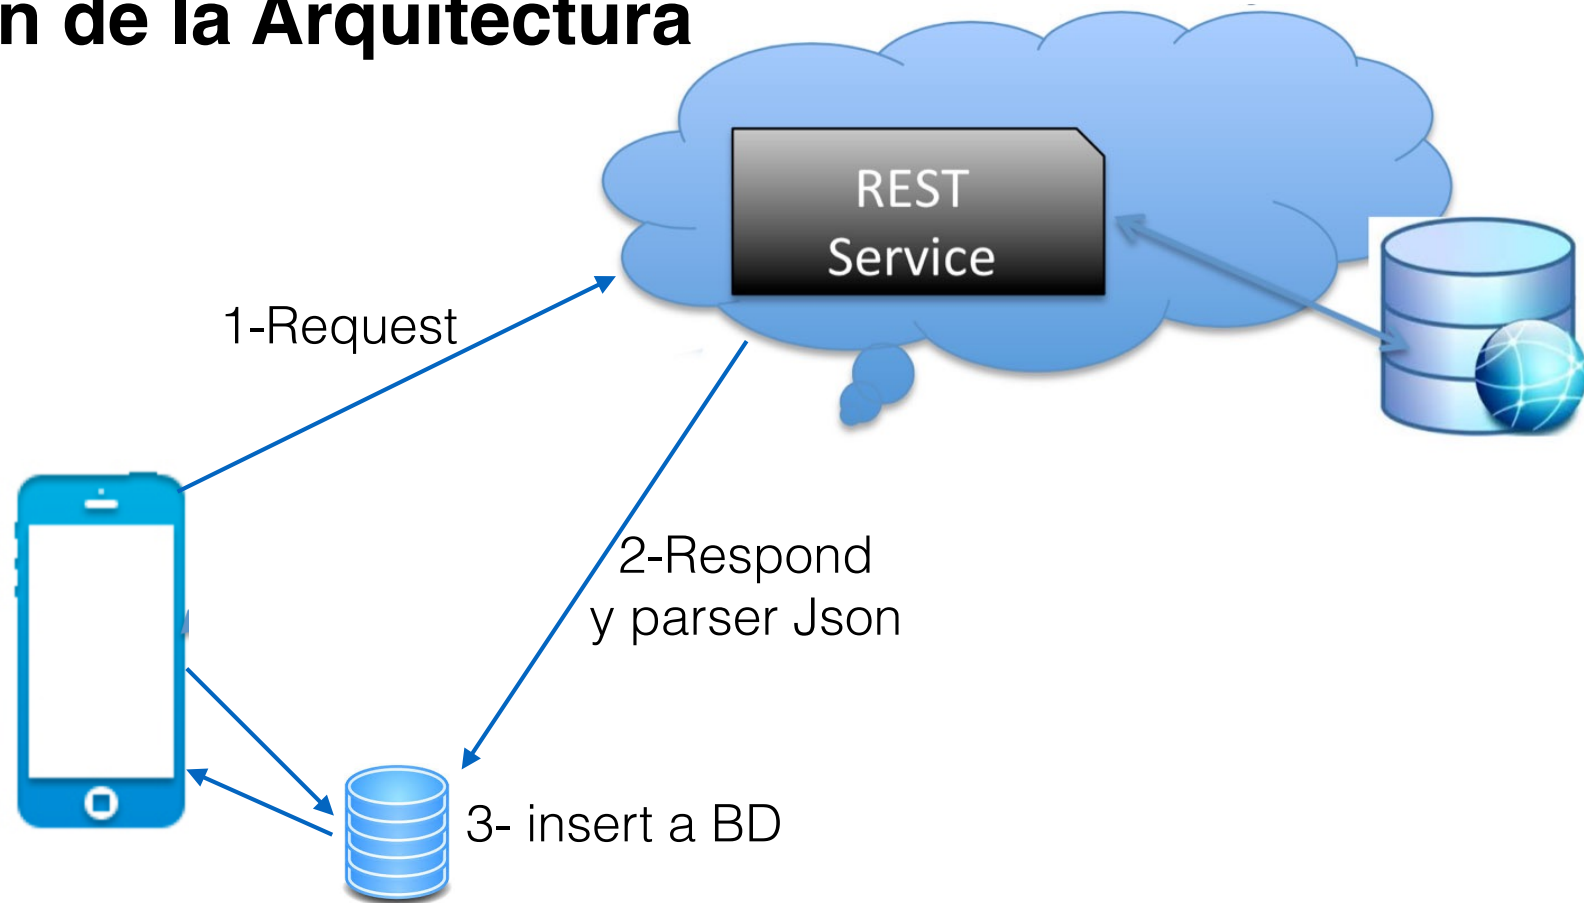 n de la Arquitectura
REST
Service
1-Request
2-Respond
y parser Json
3- insert a BD